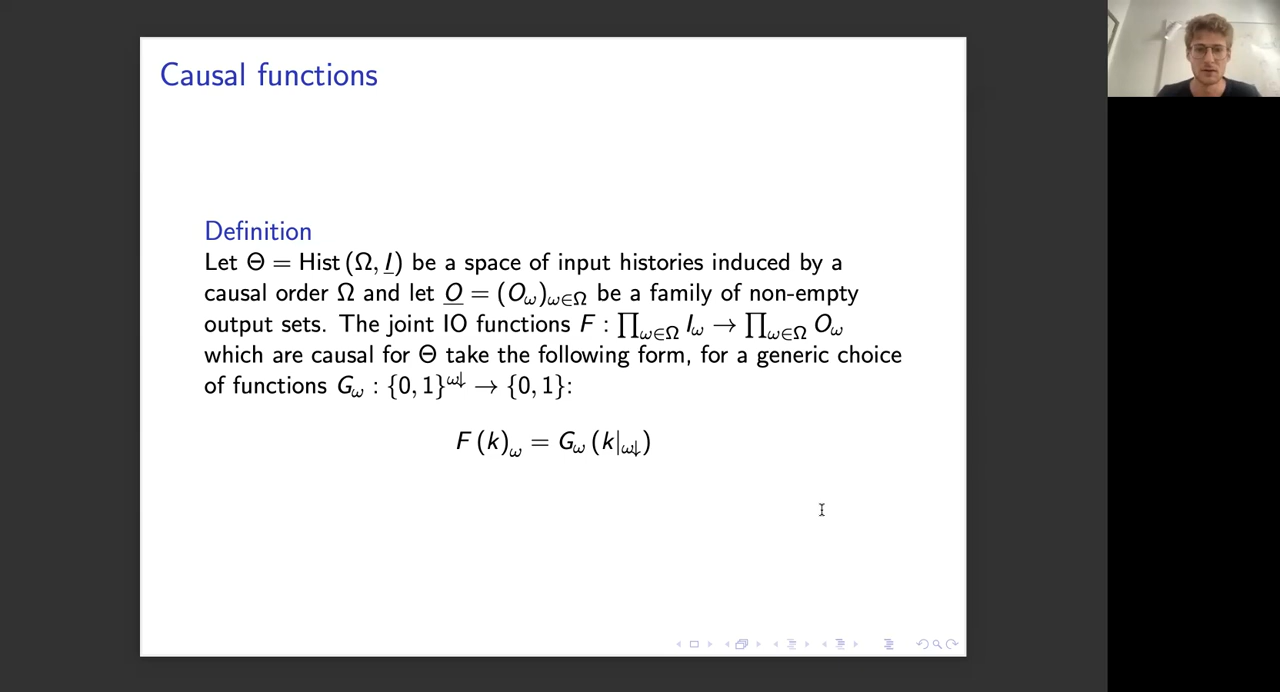 Causal functions
Definition
Let Θ = Hist (Ω, I̲) be a space of input histories induced by a
causal order Ω and let O̲ = (O_ω)_{ω∈Ω} be a family of non-empty
output sets. The joint IO functions F : ∏_{ω∈Ω} I_ω → ∏_{ω∈Ω} O_ω
which are causal for Θ take the following form, for a generic choice
of functions G_ω : {0, 1}^{ω↓} → {0, 1}:
F (k)_ω = G_ω (k|_{ω↓})